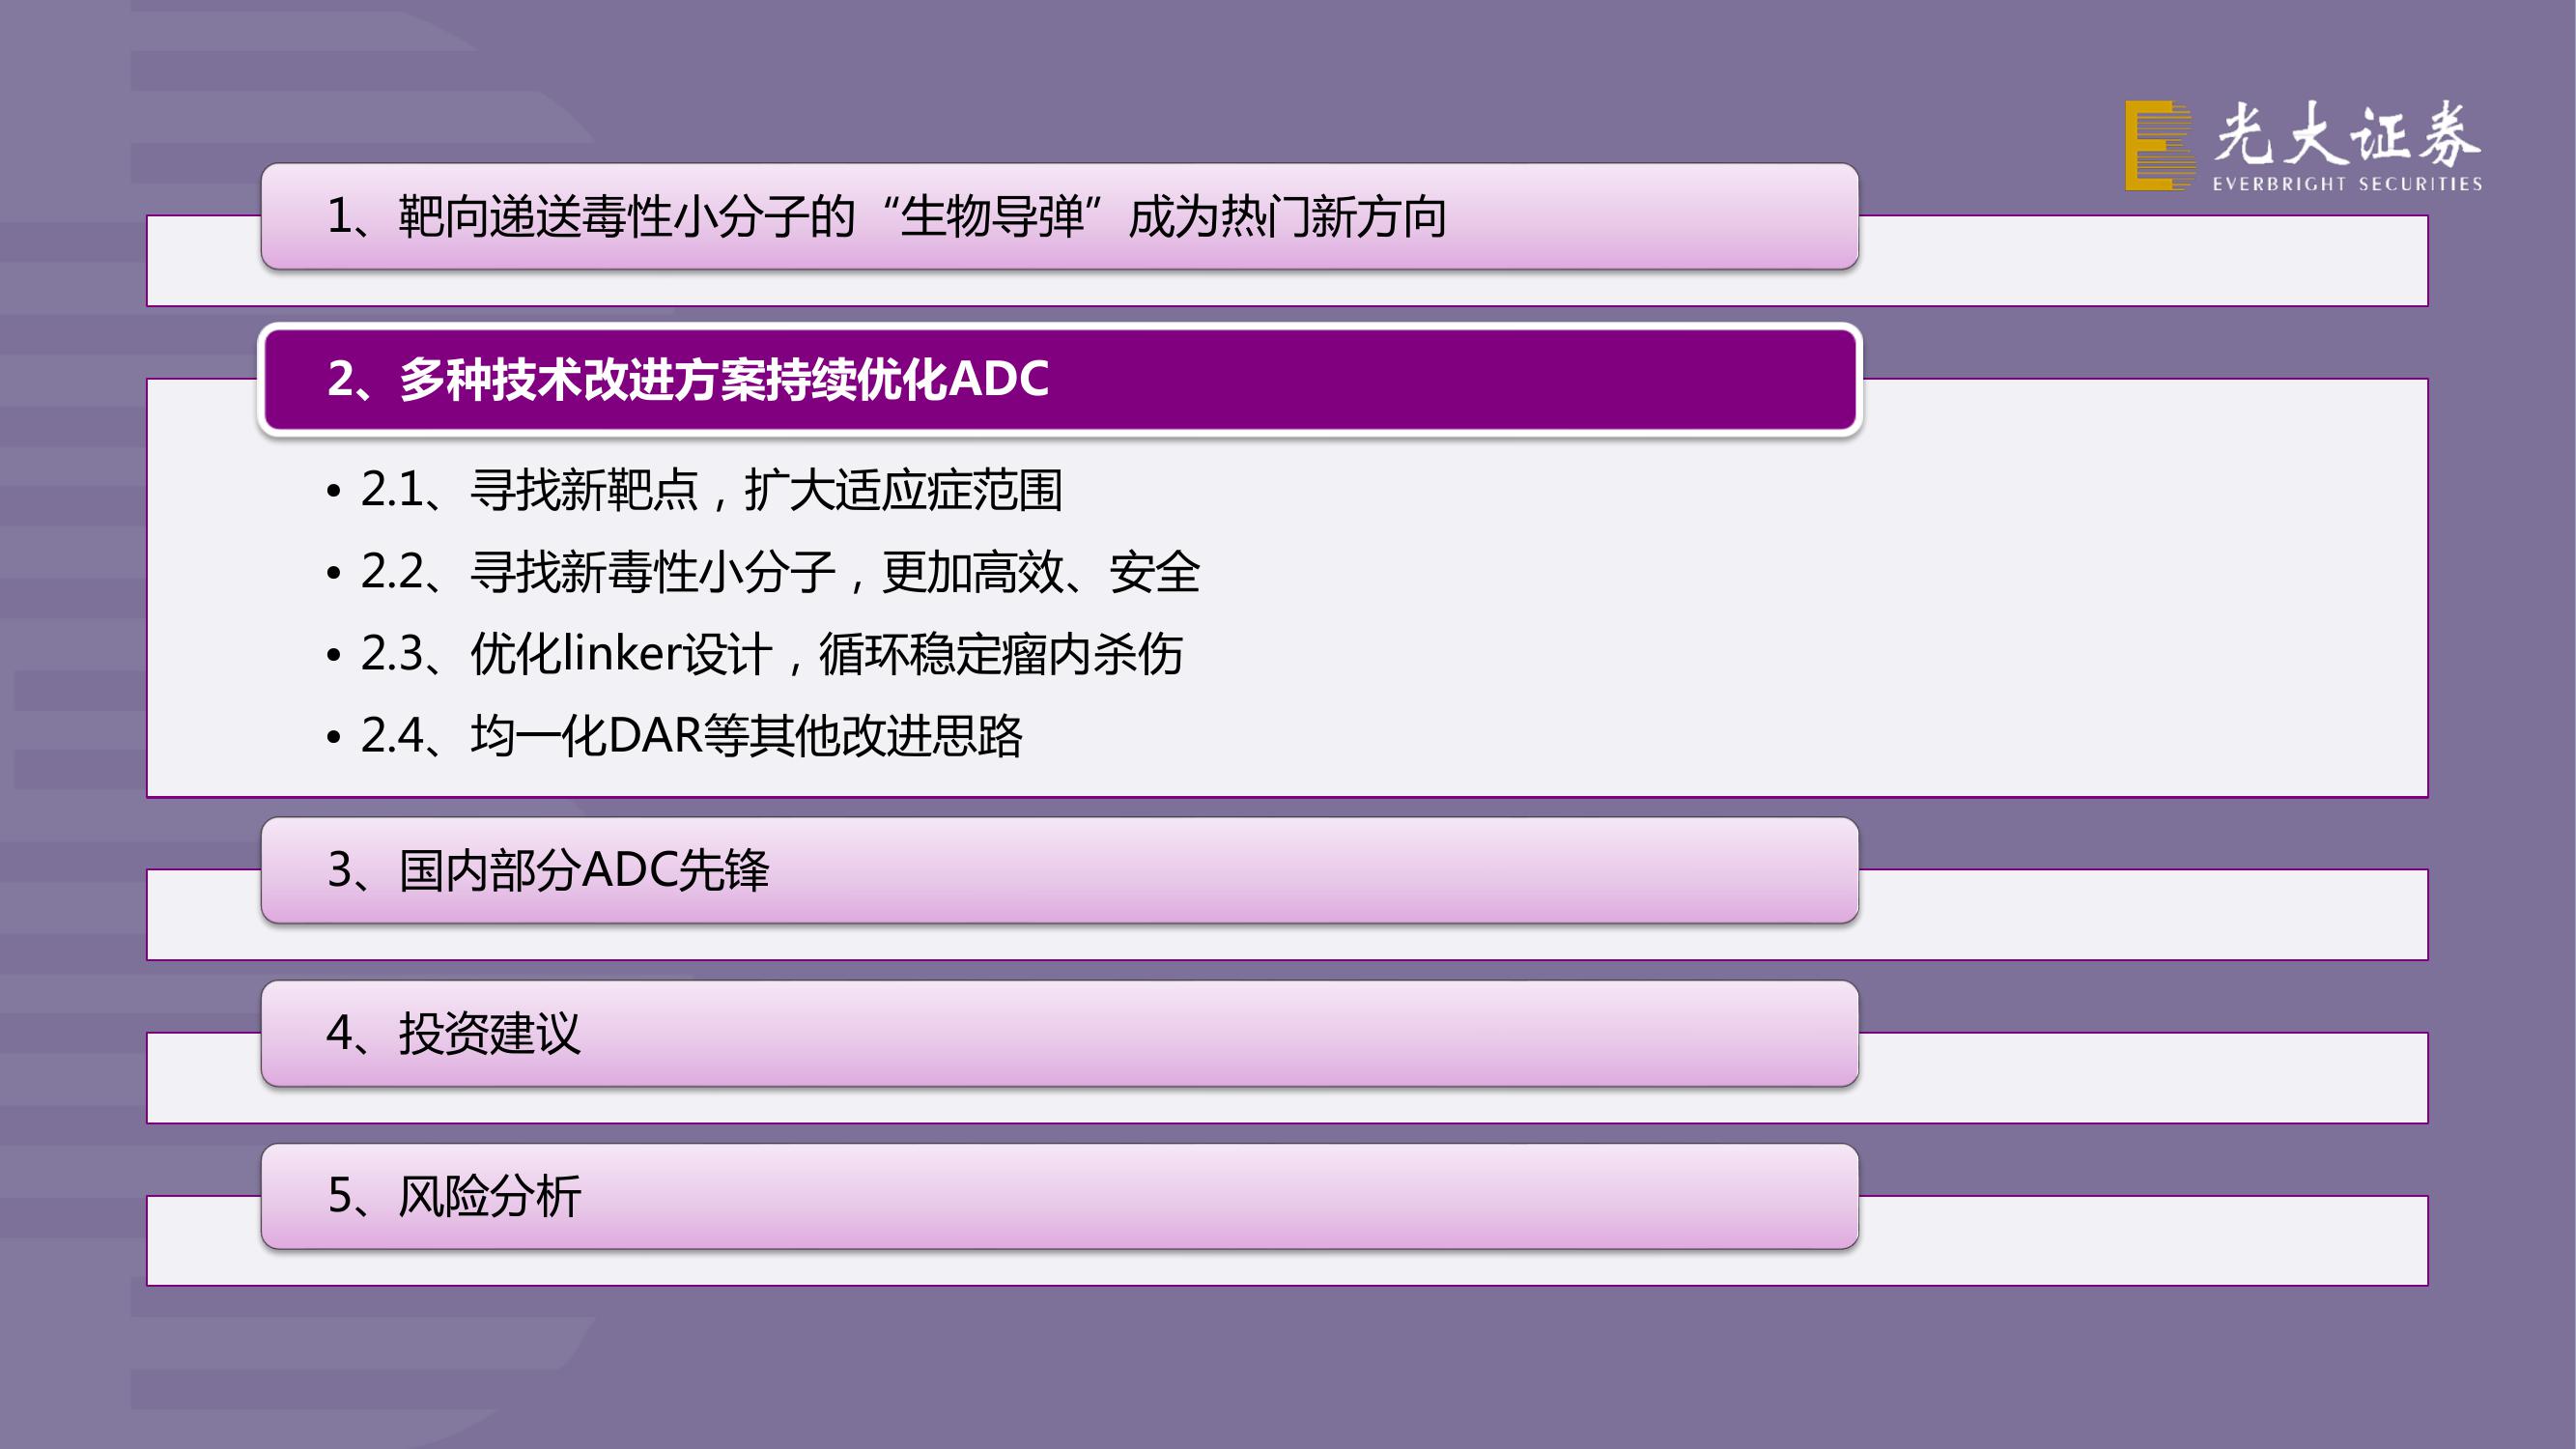 光大证券
EVERBRIGHT SECURITIES
1、靶向递送毒性小分子的“生物导弹”成为热门新方向
2、多种技术改进方案持续优化ADC
• 2.1、寻找新靶点，扩大适应症范围
• 2.2、寻找新毒性小分子，更加高效、安全
• 2.3、优化linker设计，循环稳定瘤内杀伤
• 2.4、均一化DAR等其他改进思路
3、国内部分ADC先锋
4、投资建议
5、风险分析